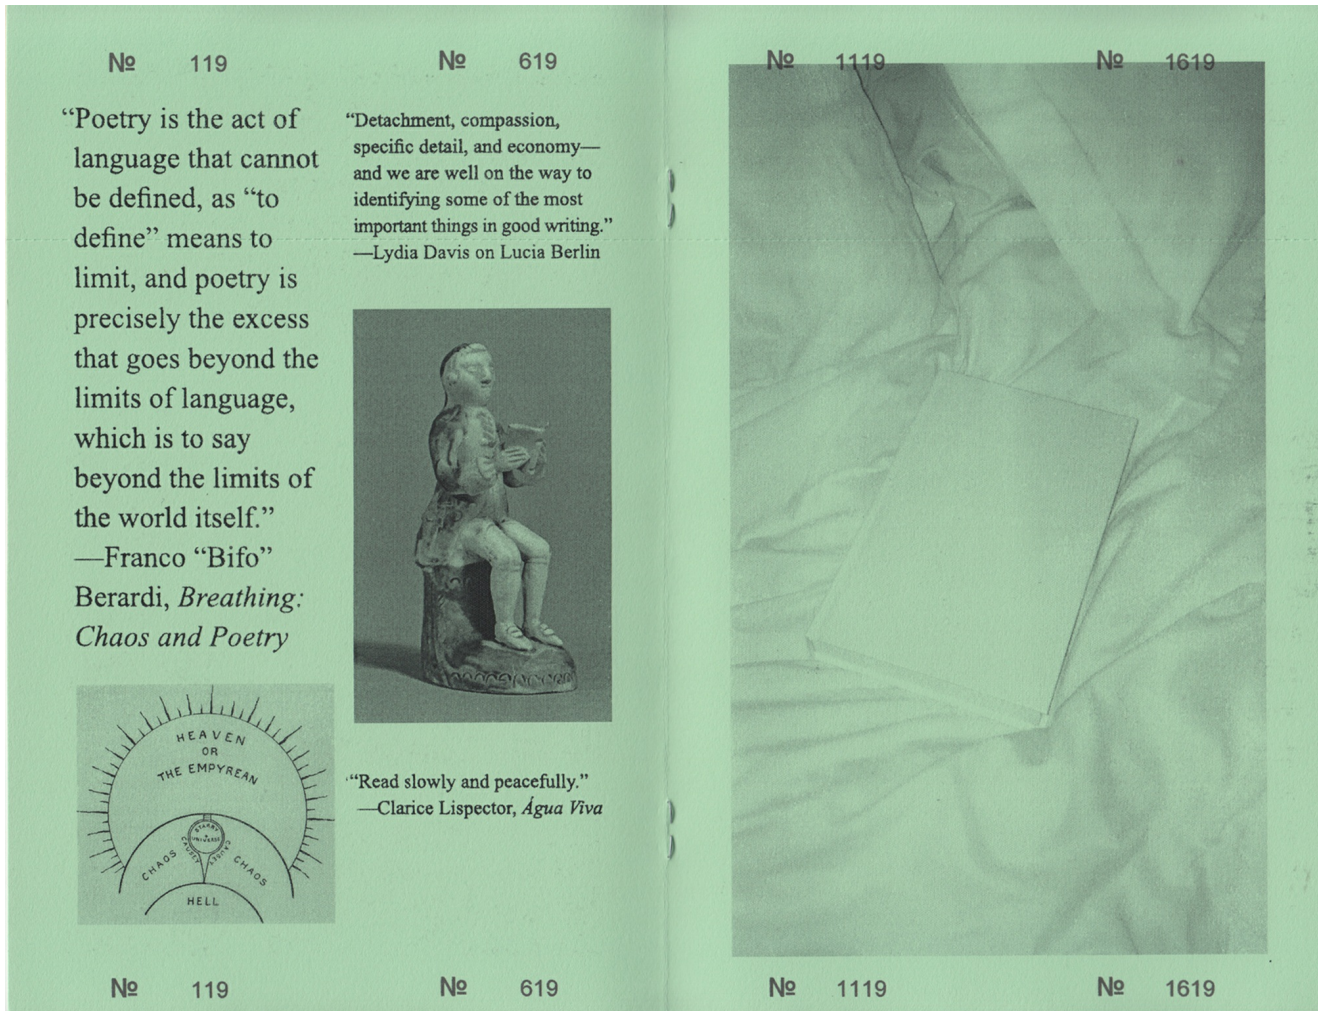 № 119
№ 619
№ 1119
№ 1619
“Poetry is the act of
language that cannot
be defined, as “to
define” means to
limit, and poetry is
precisely the excess
that goes beyond the
limits of language,
which is to say
beyond the limits of
the world itself.”
—Franco “Bifo”
Berardi, Breathing:
Chaos and Poetry
HEAVEN
OR
THE EMPYREAN
STARRY
UNIVERSE
CHAOS
CHAOS
HELL
“Detachment, compassion,
specific detail, and economy—
and we are well on the way to
identifying some of the most
important things in good writing.”
—Lydia Davis on Lucia Berlin
“Read slowly and peacefully.”
—Clarice Lispector, Água Viva
№ 119
№ 619
№ 1119
№ 1619